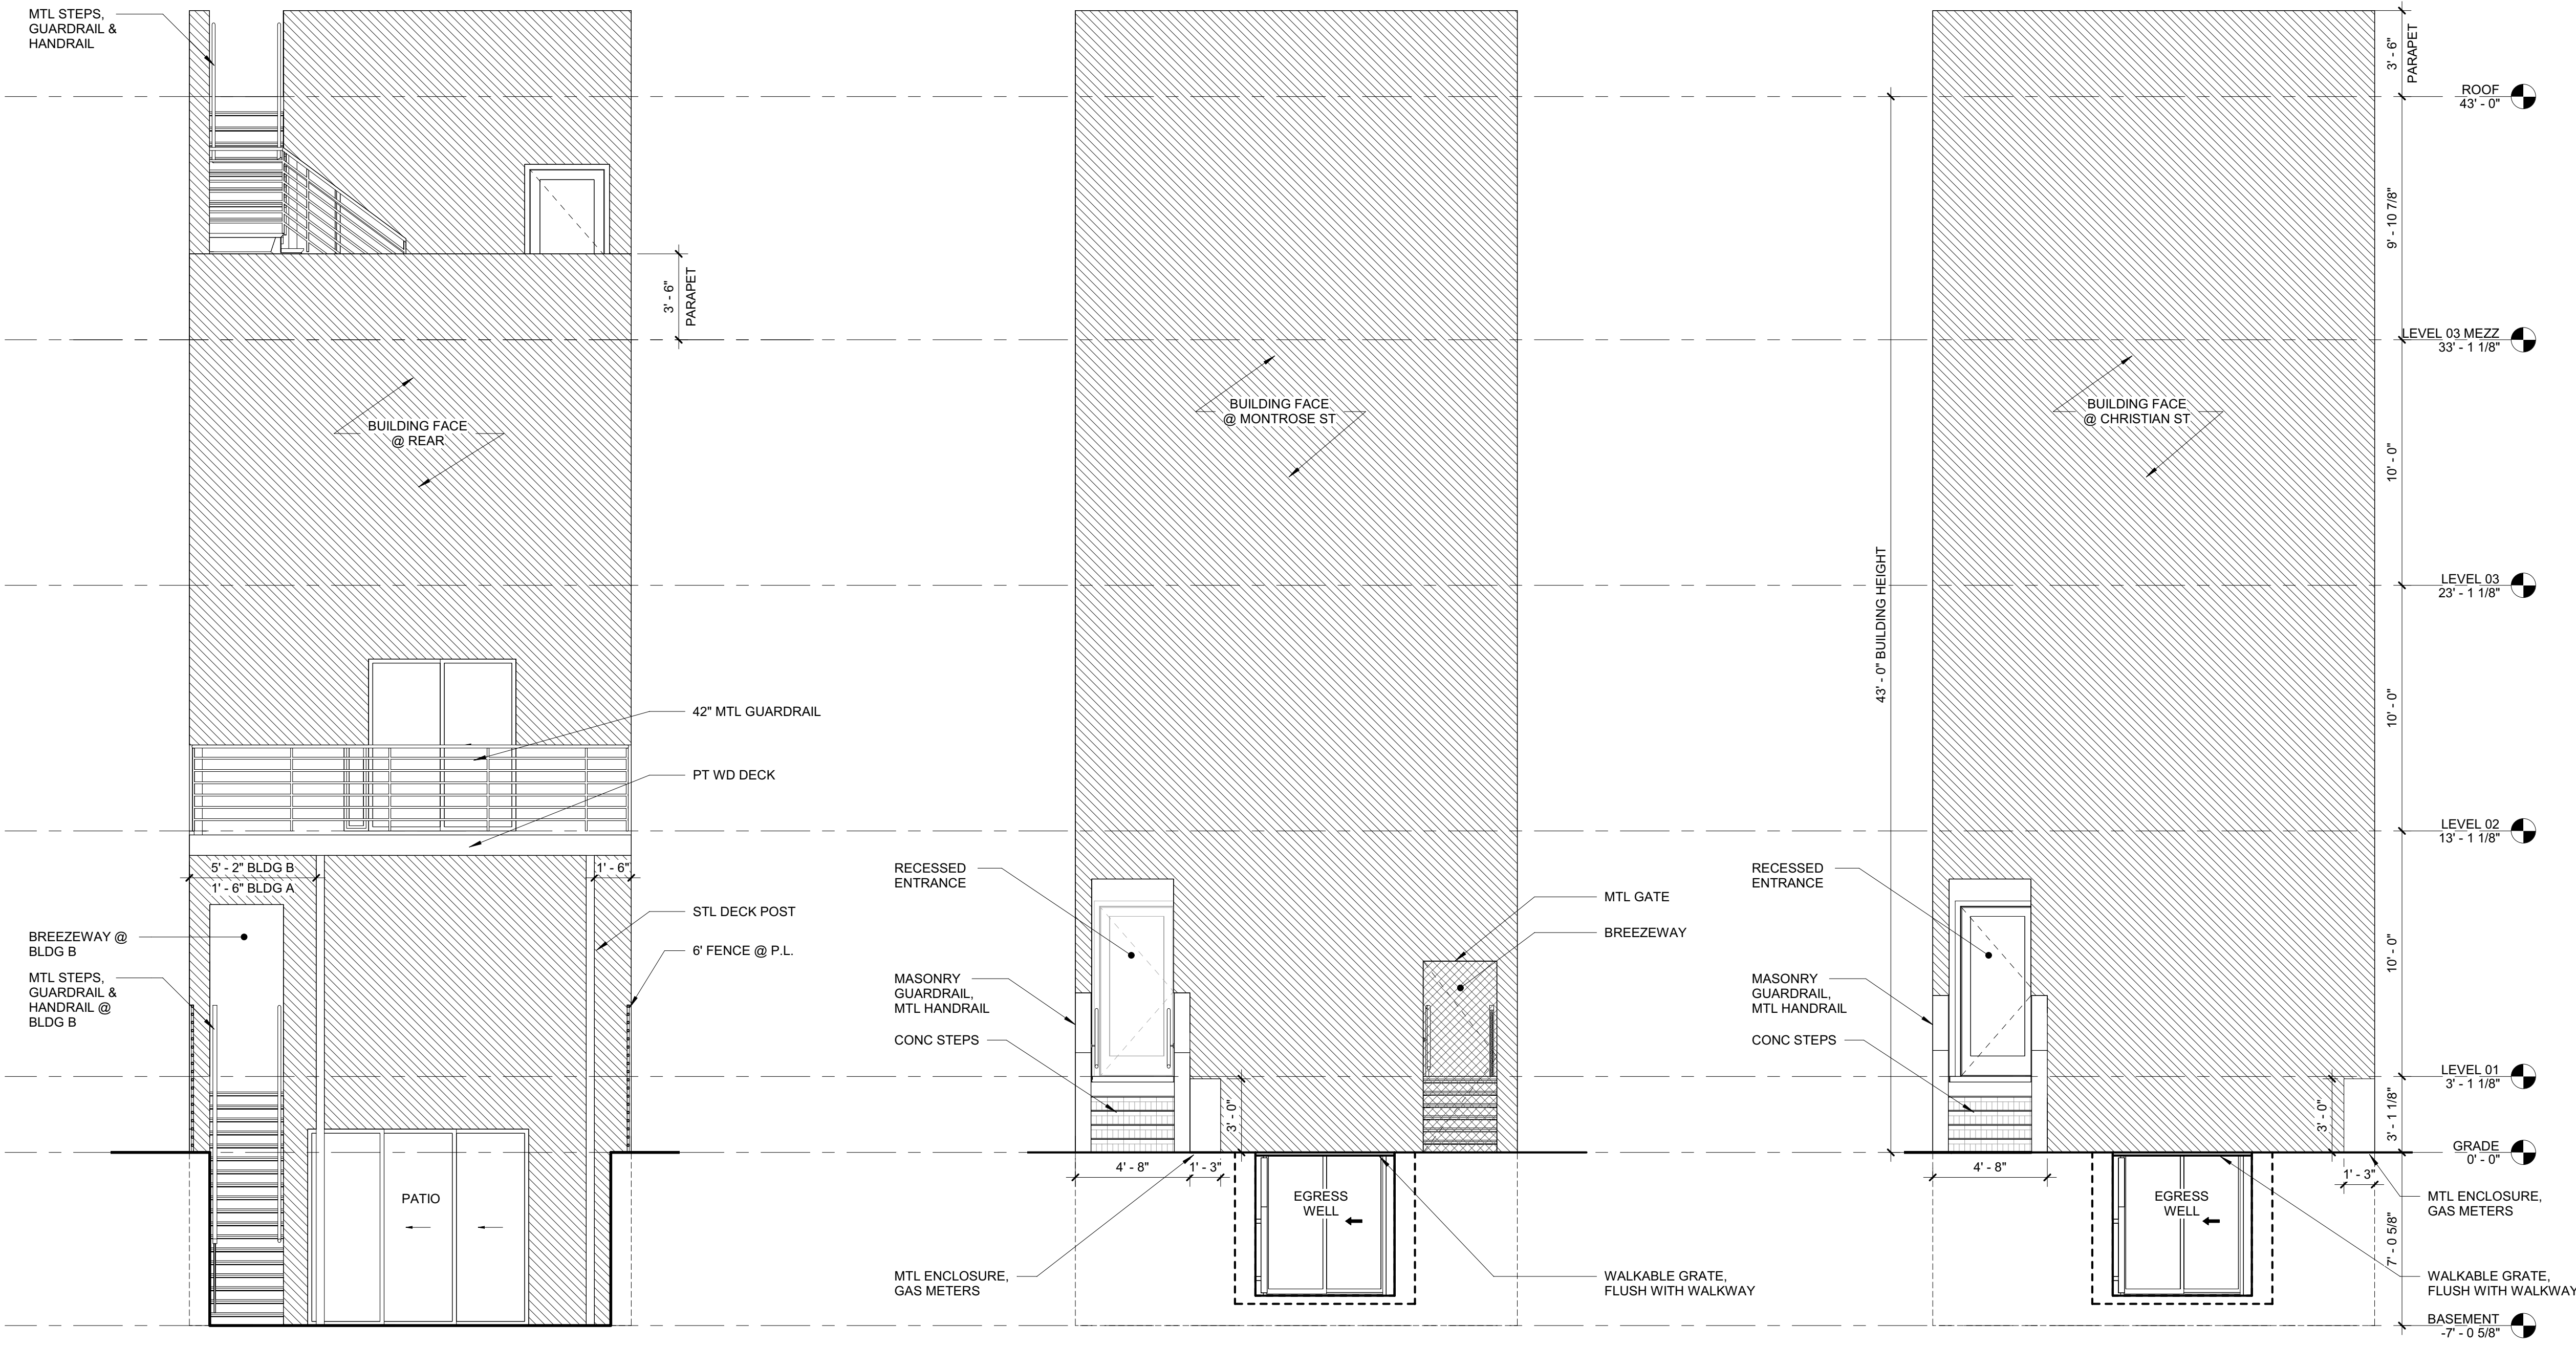 MTL STEPS,
GUARDRAIL &
HANDRAIL
3' - 6"
PARAPET
BUILDING FACE
@ REAR
42" MTL GUARDRAIL
PT WD DECK
5' - 2" BLDG B
1' - 6" BLDG A
1' - 6"
STL DECK POST
6' FENCE @ P.L.
BREEZEWAY @
BLDG B
MTL STEPS,
GUARDRAIL &
HANDRAIL @
BLDG B
PATIO
BUILDING FACE
@ MONTROSE ST
RECESSED
ENTRANCE
MTL GATE
BREEZEWAY
MASONRY
GUARDRAIL,
MTL HANDRAIL
CONC STEPS
3' - 0"
4' - 8"
1' - 3"
EGRESS
WELL
MTL ENCLOSURE,
GAS METERS
WALKABLE GRATE,
FLUSH WITH WALKWAY
43' - 0" BUILDING HEIGHT
BUILDING FACE
@ CHRISTIAN ST
RECESSED
ENTRANCE
MASONRY
GUARDRAIL,
MTL HANDRAIL
CONC STEPS
3' - 0"
4' - 8"
1' - 3"
EGRESS
WELL
MTL ENCLOSURE,
GAS METERS
WALKABLE GRATE,
FLUSH WITH WALKWAY
3' - 6"
PARAPET
9' - 10 7/8"
10' - 0"
10' - 0"
10' - 0"
3' - 1 1/8"
7' - 0 5/8"
ROOF
43' - 0"
LEVEL 03 MEZZ
33' - 1 1/8"
LEVEL 03
23' - 1 1/8"
LEVEL 02
13' - 1 1/8"
LEVEL 01
3' - 1 1/8"
GRADE
0' - 0"
BASEMENT
-7' - 0 5/8"